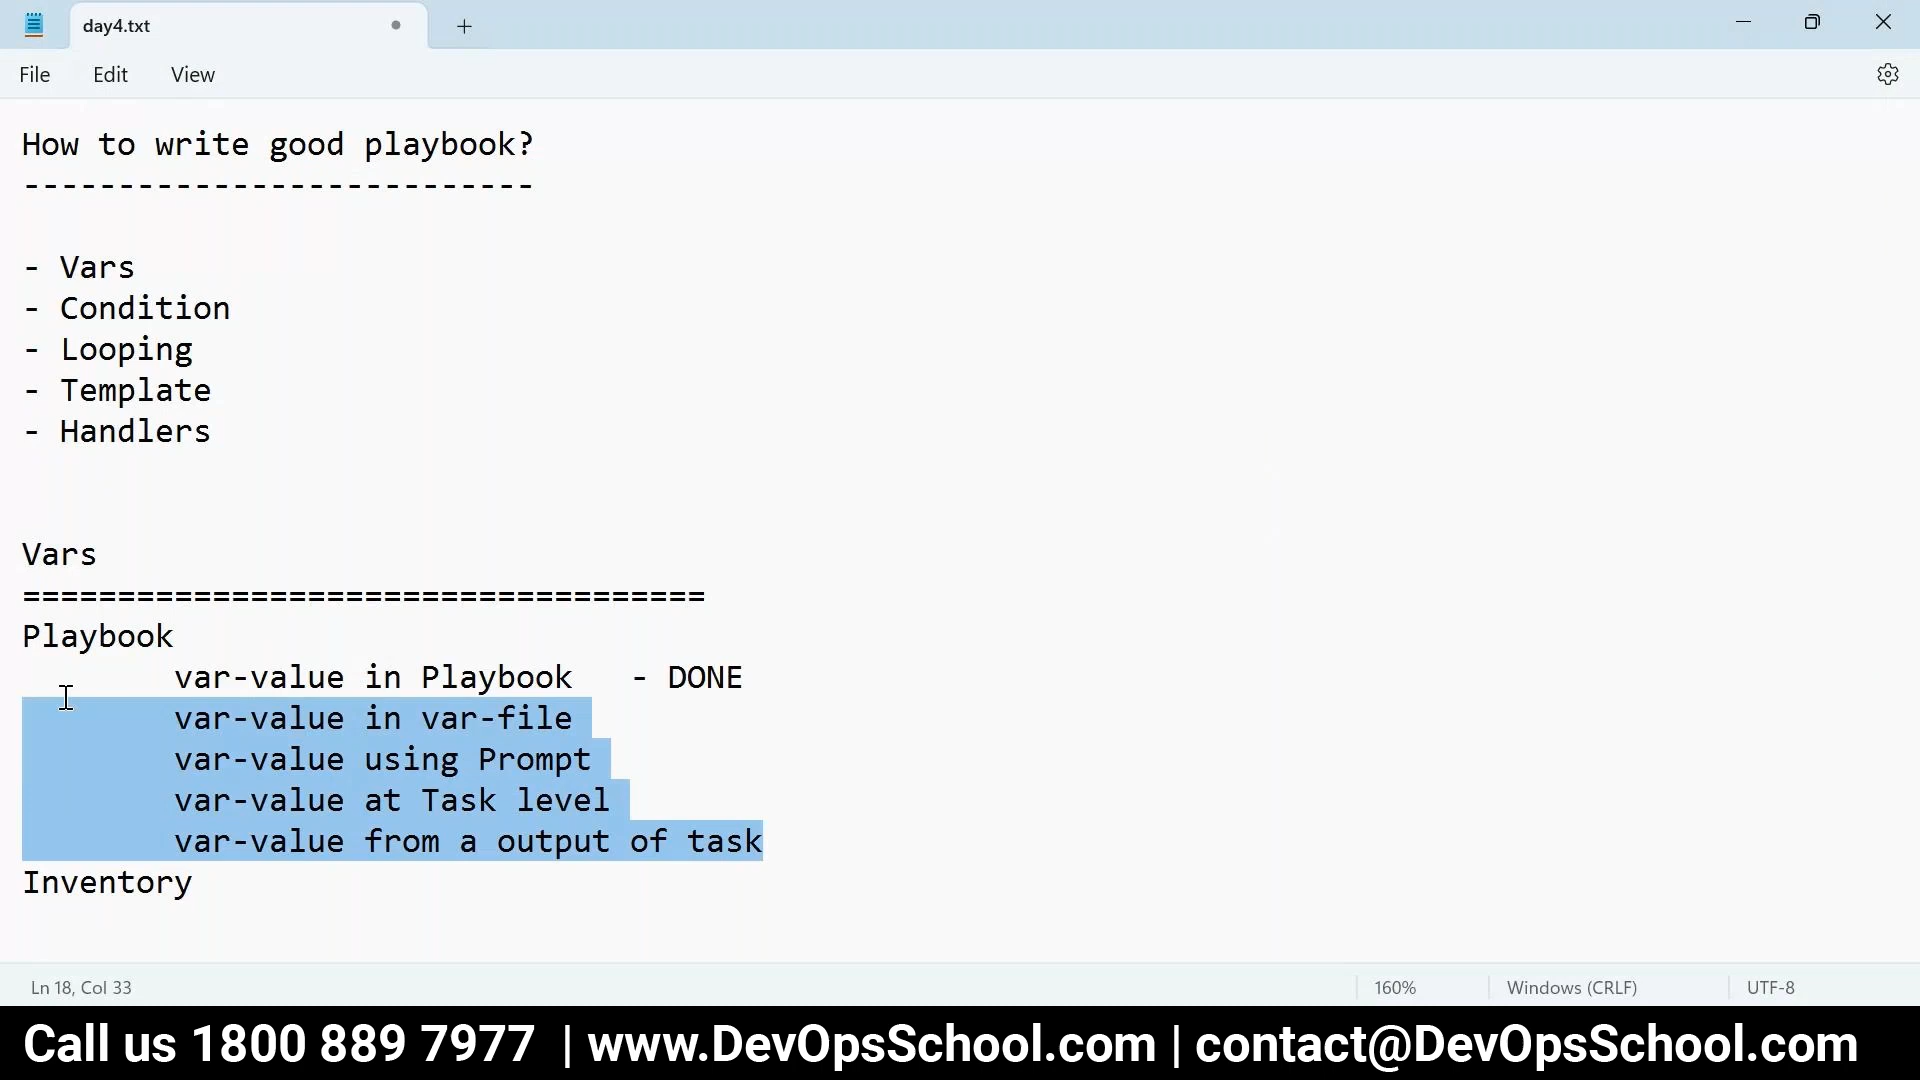 day4.txt
File Edit View
How to write good playbook?
---------------------------
- Vars
- Condition
- Looping
- Template
- Handlers
Vars
====================================
Playbook
var-value in Playbook - DONE
var-value in var-file
var-value using Prompt
var-value at Task level
var-value from a output of task
Inventory
Ln 18, Col 33 160% Windows (CRLF) UTF-8
Call us 1800 889 7977 | www.DevOpsSchool.com | contact@DevOpsSchool.com